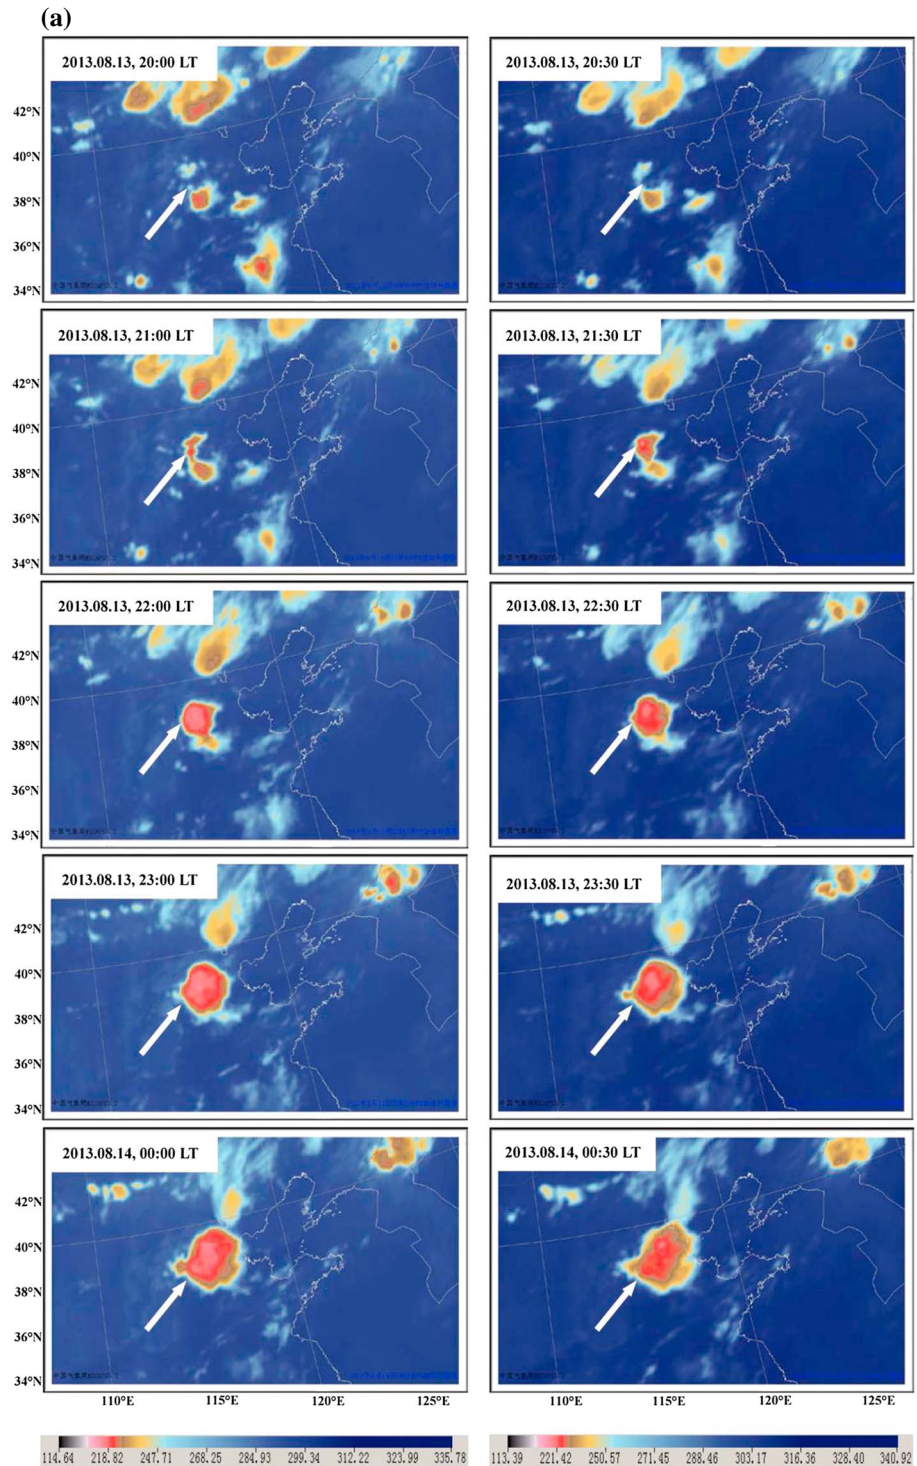 (a)
2013.08.13, 20:00 LT
2013.08.13, 20:30 LT
42°N
40°N
38°N
36°N
34°N
2013.08.13, 21:00 LT
2013.08.13, 21:30 LT
42°N
40°N
38°N
36°N
34°N
2013.08.13, 22:00 LT
2013.08.13, 22:30 LT
42°N
40°N
38°N
36°N
34°N
2013.08.13, 23:00 LT
2013.08.13, 23:30 LT
42°N
40°N
38°N
36°N
34°N
2013.08.14, 00:00 LT
2013.08.14, 00:30 LT
42°N
40°N
38°N
36°N
34°N
110°E 115°E 120°E 125°E
110°E 115°E 120°E 125°E
114.64 218.82 247.71 268.25 284.93 299.34 312.22 323.99 335.78
113.39 221.42 250.57 271.45 288.46 303.17 316.36 328.40 340.92